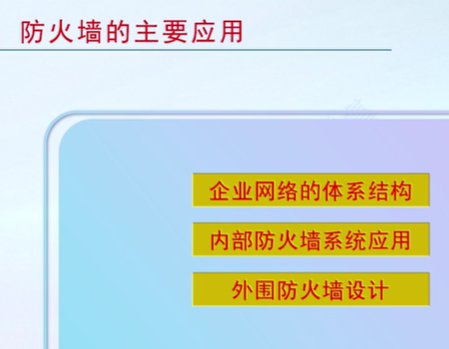 防火墙的主要应用
企业网络的体系结构
内部防火墙系统应用
外围防火墙设计